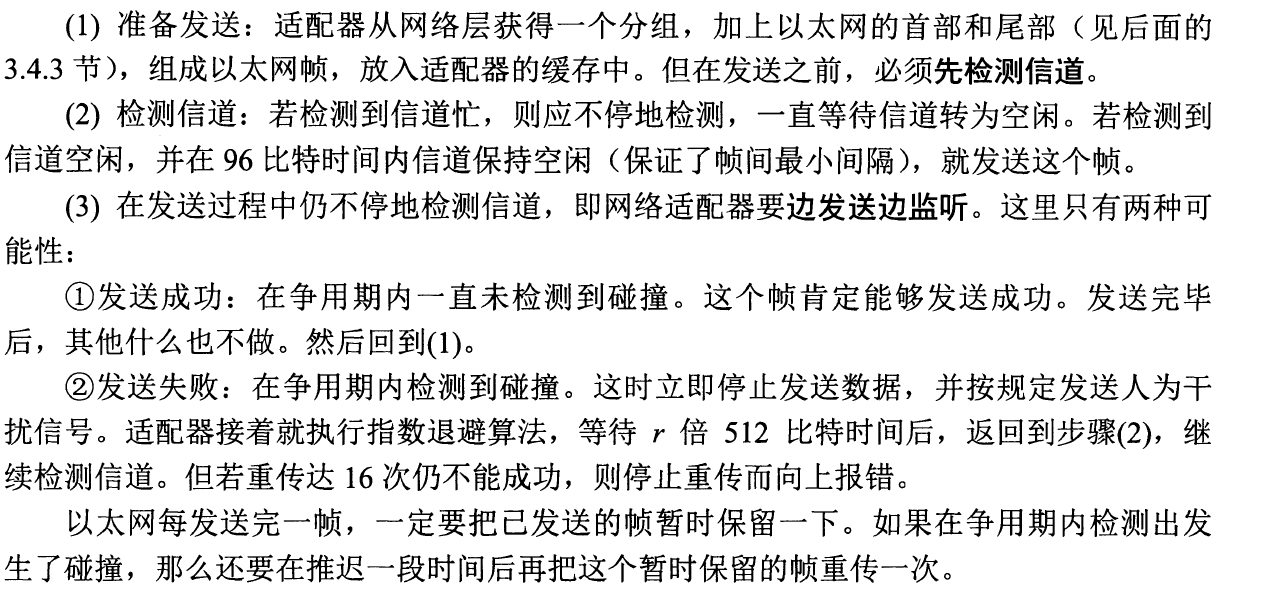 (1) 准备发送：适配器从网络层获得一个分组，加上以太网的首部和尾部（见后面的
3.4.3 节），组成以太网帧，放入适配器的缓存中。但在发送之前，必须先检测信道。
(2) 检测信道：若检测到信道忙，则应不停地检测，一直等待信道转为空闲。若检测到
信道空闲，并在 96 比特时间内信道保持空闲（保证了帧间最小间隔），就发送这个帧。
(3) 在发送过程中仍不停地检测信道，即网络适配器要边发送边监听。这里只有两种可
能性：
①发送成功：在争用期内一直未检测到碰撞。这个帧肯定能够发送成功。发送完毕
后，其他什么也不做。然后回到(1)。
②发送失败：在争用期内检测到碰撞。这时立即停止发送数据，并按规定发送人为干
扰信号。适配器接着就执行指数退避算法，等待 r 倍 512 比特时间后，返回到步骤(2)，继
续检测信道。但若重传达 16 次仍不能成功，则停止重传而向上报错。
以太网每发送完一帧，一定要把已发送的帧暂时保留一下。如果在争用期内检测出发
生了碰撞，那么还要在推迟一段时间后再把这个暂时保留的帧重传一次。